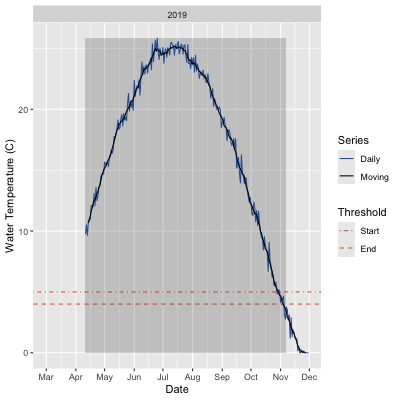 2019
Water Temperature (C)
20
10
0
Mar Apr May Jun Jul Aug Sep Oct Nov Dec
Date
Series
Daily
Moving
Threshold
Start
End